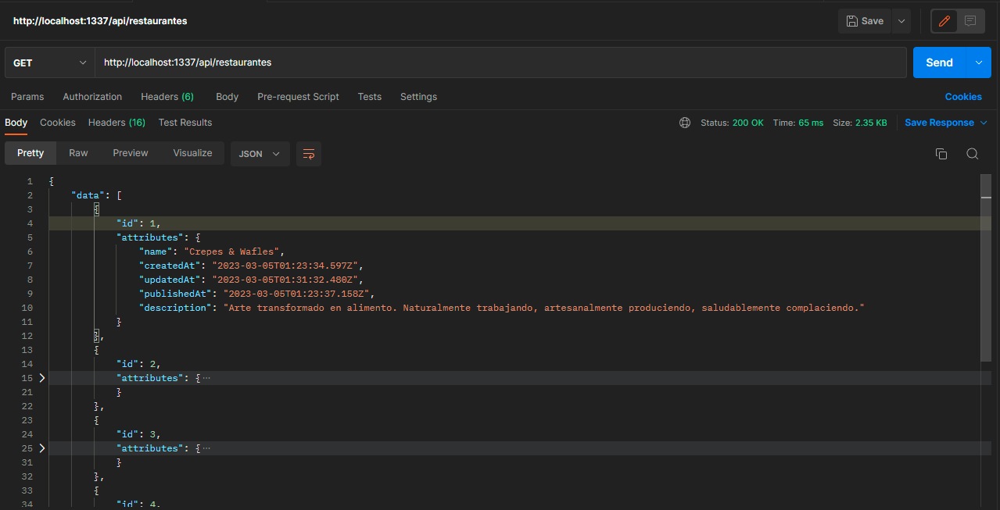 http://localhost:1337/api/restaurantes
Save
GET
http://localhost:1337/api/restaurantes
Send
Params Authorization Headers (6) Body Pre-request Script Tests Settings
Cookies
Body Cookies Headers (16) Test Results
Status: 200 OK Time: 65 ms Size: 2.35 KB
Save Response
Pretty Raw Preview Visualize
JSON
1 {
2 "data": [
3 {
4 "id": 1,
5 "attributes": {
6 "name": "Crepes & Wafles",
7 "createdAt": "2023-03-05T01:23:34.597Z",
8 "updatedAt": "2023-03-05T01:31:32.480Z",
9 "publishedAt": "2023-03-05T01:23:37.158Z",
10 "description": "Arte transformado en alimento. Naturalmente trabajando, artesanalmente produciendo, saludablemente complaciendo."
11 }
12 },
13 {
14 "id": 2,
15 "attributes": { ⋯
21 }
22 },
23 {
24 "id": 3,
25 "attributes": { ⋯
31 }
32 },
33 {
34 "id": 4,